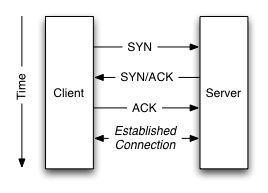 SYN
SYN/ACK
Time
Client
Server
ACK
Established
Connection